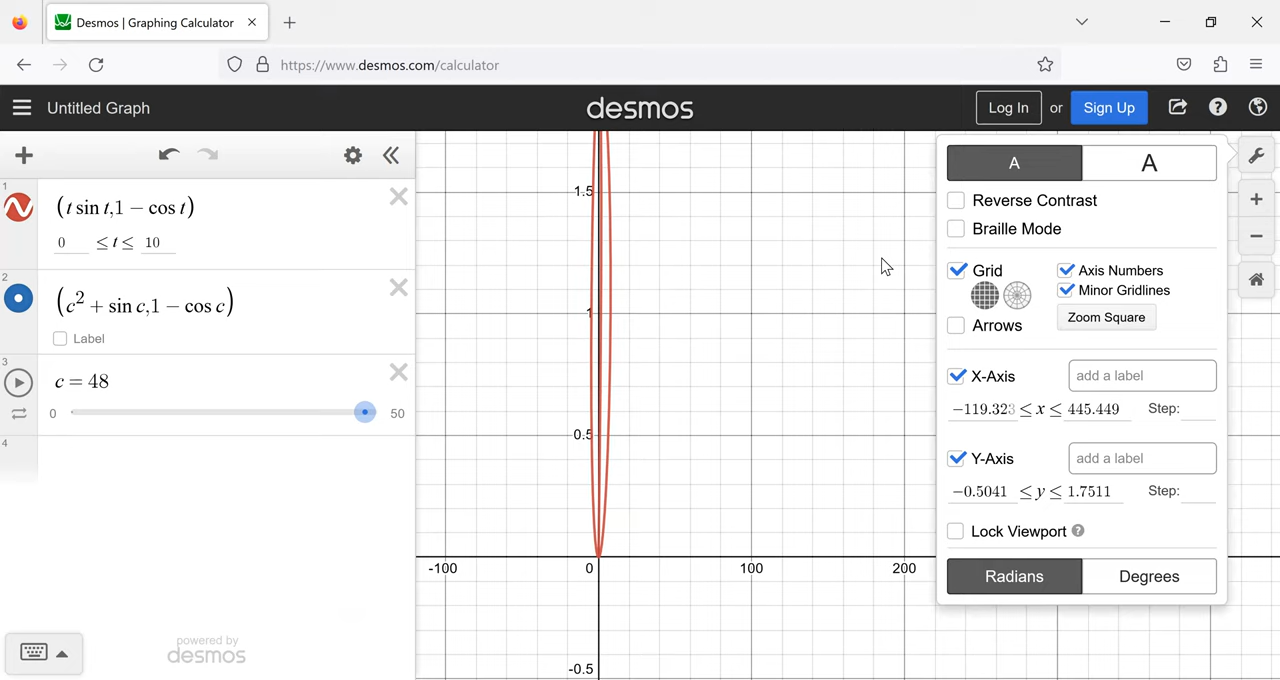 Desmos | Graphing Calculator
https://www.desmos.com/calculator
Untitled Graph
desmos
Log In or Sign Up
1
(t sin t,1 − cos t)
0 ≤ t ≤ 10
2
(c² + sin c,1 − cos c)
Label
3
c = 48
0 50
4
powered by
desmos
1.5
1
0.5
-100 0 100 200
-0.5
A A
Reverse Contrast
Braille Mode
Grid
Axis Numbers
Minor Gridlines
Arrows
Zoom Square
X-Axis
add a label
−119.323 ≤ x ≤ 445.449 Step:
Y-Axis
add a label
−0.5041 ≤ y ≤ 1.7511 Step:
Lock Viewport ?
Radians Degrees